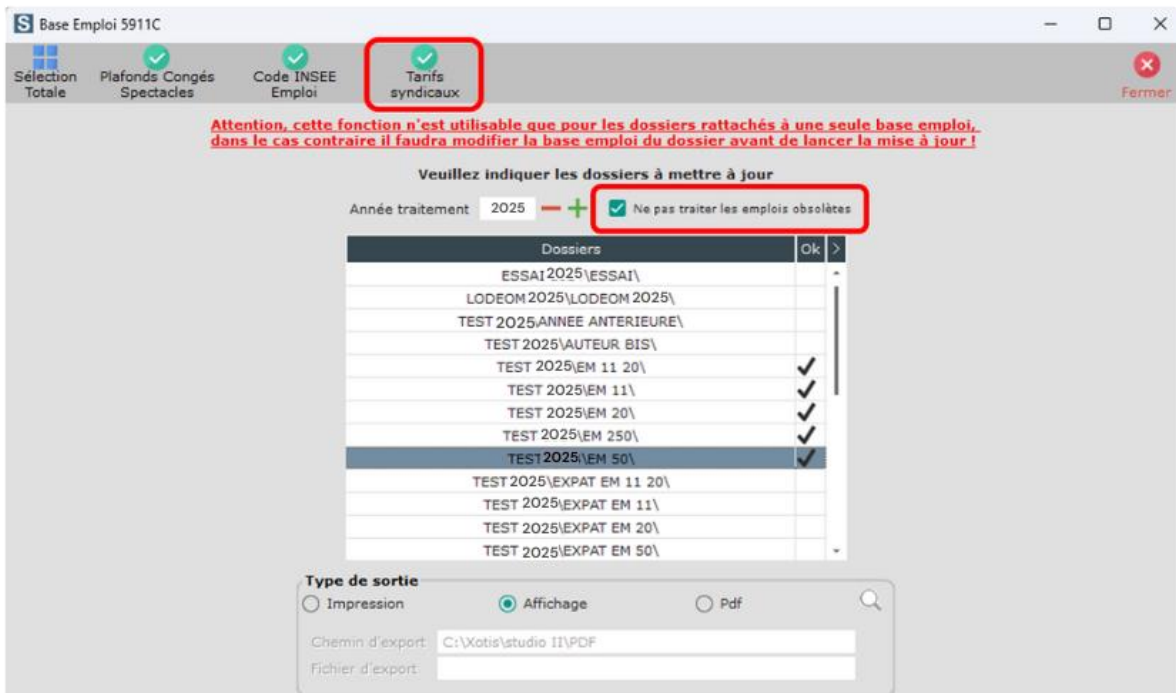 S Base Emploi 5911C
Sélection Totale
Plafonds Congés Spectacles
Code INSEE Emploi
Tarifs syndicaux
Fermer
Attention, cette fonction n'est utilisable que pour les dossiers rattachés à une seule base emploi,
dans le cas contraire il faudra modifier la base emploi du dossier avant de lancer la mise à jour !
Veuillez indiquer les dossiers à mettre à jour
Année traitement 2025 Ne pas traiter les emplois obsolètes
Dossiers Ok >
ESSAI 2025\ESSAI\
LODEOM 2025\LODEOM 2025\
TEST 2025\ANNEE ANTERIEURE\
TEST 2025\AUTEUR BIS\
TEST 2025\EM 11 20\
TEST 2025\EM 11\
TEST 2025\EM 20\
TEST 2025\EM 250\
TEST 2025\EM 50\
TEST 2025\EXPAT EM 11 20\
TEST 2025\EXPAT EM 11\
TEST 2025\EXPAT EM 20\
TEST 2025\EXPAT EM 50\
Type de sortie
Impression Affichage Pdf
Chemin d'export C:\Xotis\studio II\PDF
Fichier d'export